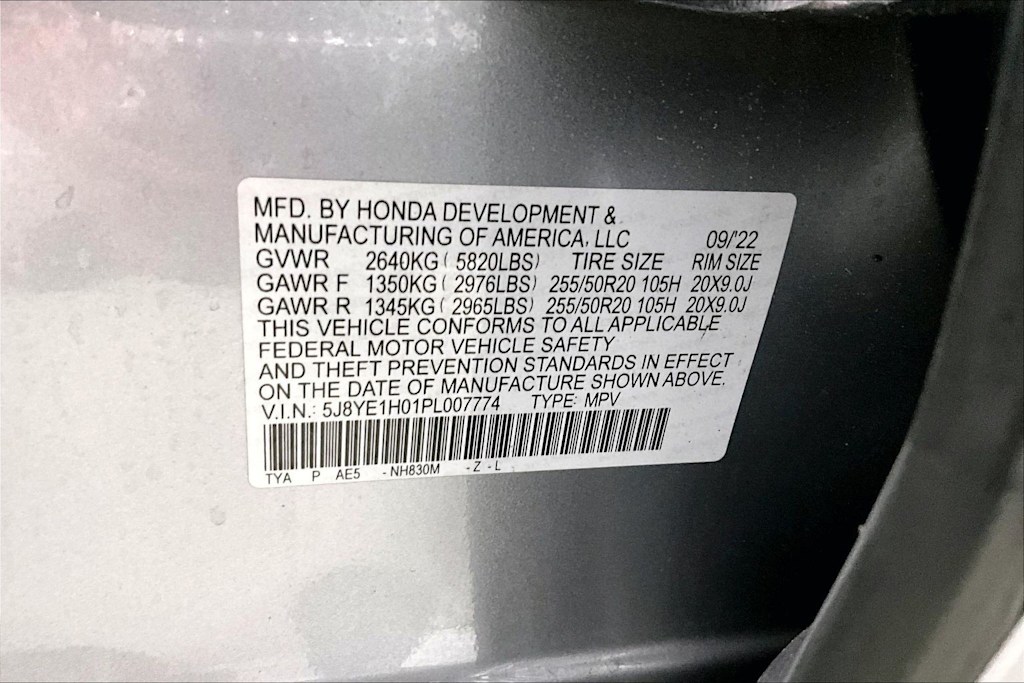 MFD. BY HONDA DEVELOPMENT &
MANUFACTURING OF AMERICA, LLC 09/'22
GVWR 2640KG ( 5820LBS) TIRE SIZE RIM SIZE
GAWR F 1350KG ( 2976LBS) 255/50R20 105H 20X9.0J
GAWR R 1345KG ( 2965LBS) 255/50R20 105H 20X9.0J
THIS VEHICLE CONFORMS TO ALL APPLICABLE
FEDERAL MOTOR VEHICLE SAFETY
AND THEFT PREVENTION STANDARDS IN EFFECT
ON THE DATE OF MANUFACTURE SHOWN ABOVE.
V.I.N.: 5J8YE1H01PL007774 TYPE: MPV
TYA P AE5 -NH830M -Z -L